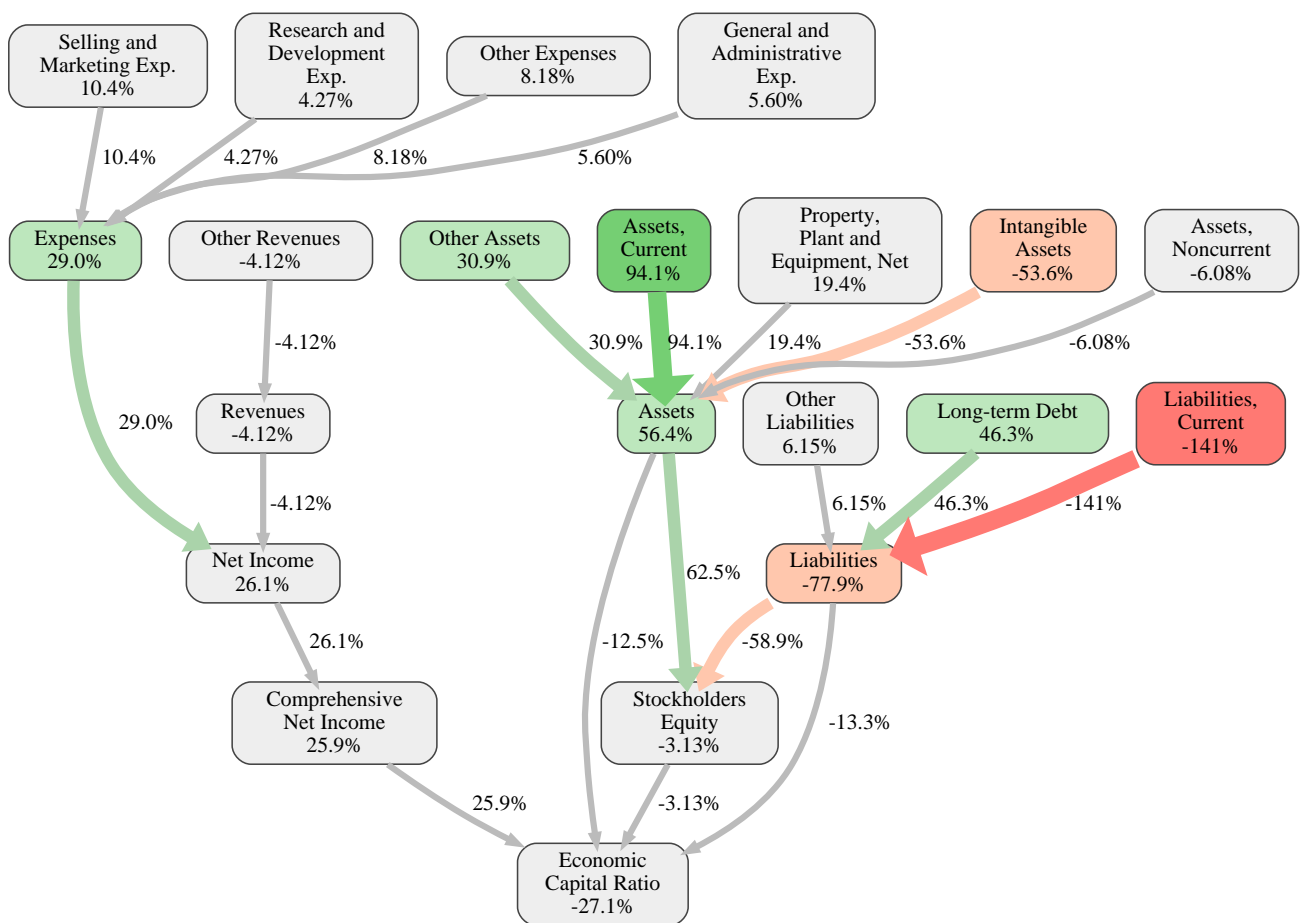 Selling and
Marketing Exp.
10.4%
Research and
Development
Exp.
4.27%
Other Expenses
8.18%
General and
Administrative
Exp.
5.60%
10.4%
4.27%
8.18%
5.60%
Expenses
29.0%
Other Revenues
-4.12%
Other Assets
30.9%
Assets,
Current
94.1%
Property,
Plant and
Equipment, Net
19.4%
Intangible
Assets
-53.6%
Assets,
Noncurrent
-6.08%
-4.12%
30.9%
94.1%
19.4%
-53.6%
-6.08%
29.0%
Revenues
-4.12%
Assets
56.4%
Other
Liabilities
6.15%
Long-term Debt
46.3%
Liabilities,
Current
-141%
-4.12%
6.15%
46.3%
-141%
Net Income
26.1%
62.5%
Liabilities
-77.9%
26.1%
-12.5%
-58.9%
Comprehensive
Net Income
25.9%
Stockholders
Equity
-3.13%
-13.3%
25.9%
-3.13%
Economic
Capital Ratio
-27.1%